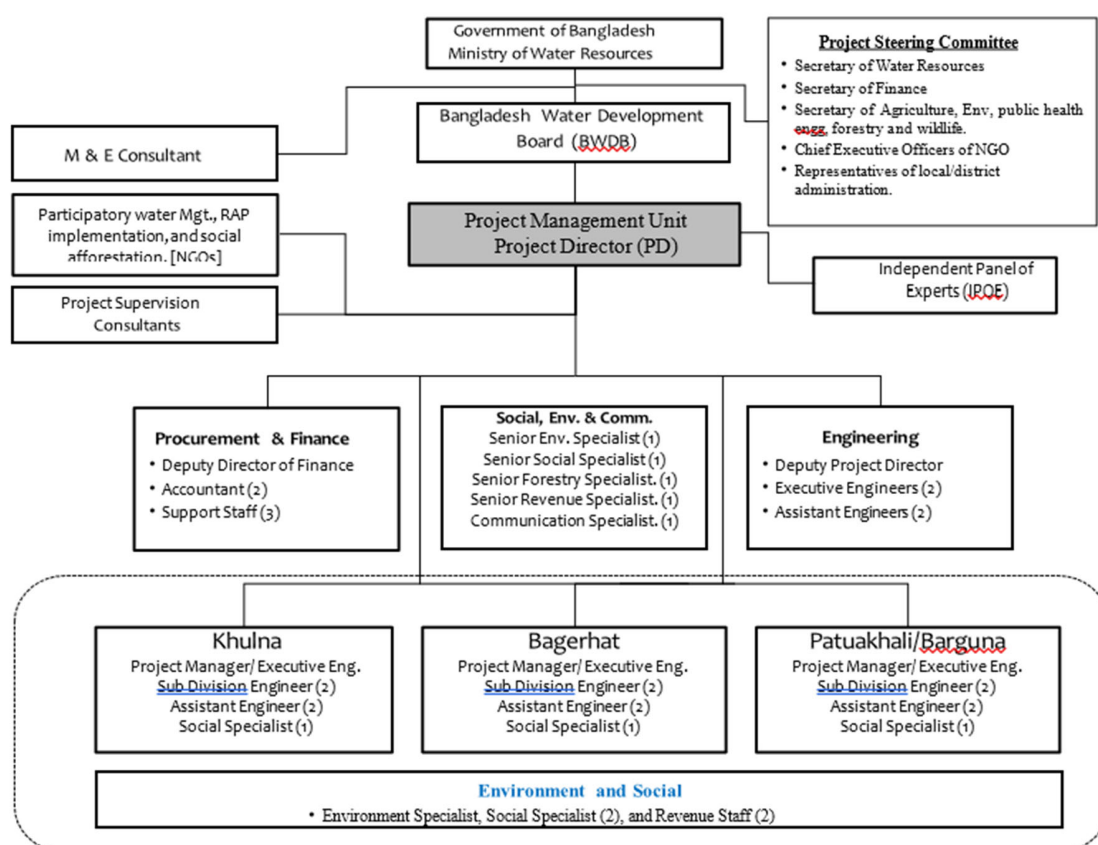 Government of Bangladesh
Ministry of Water Resources
Project Steering Committee
• Secretary of Water Resources
• Secretary of Finance
• Secretary of Agriculture, Env, public health
engg, forestry and wildlife.
• Chief Executive Officers of NGO
• Representatives of local/district
administration.
Bangladesh Water Development
Board (BWDB)
M & E Consultant
Participatory water Mgt., RAP
implementation, and social
afforestation. [NGOs]
Project Management Unit
Project Director (PD)
Independent Panel of
Experts (IPOE)
Project Supervision
Consultants
Procurement & Finance
• Deputy Director of Finance
• Accountant (2)
• Support Staff (3)
Social, Env. & Comm.
Senior Env. Specialist (1)
Senior Social Specialist (1)
Senior Forestry Specialist. (1)
Senior Revenue Specialist. (1)
Communication Specialist. (1)
Engineering
• Deputy Project Director
• Executive Engineers (2)
• Assistant Engineers (2)
Khulna
Project Manager/ Executive Eng.
Sub Division Engineer (2)
Assistant Engineer (2)
Social Specialist (1)
Bagerhat
Project Manager/ Executive Eng.
Sub Division Engineer (2)
Assistant Engineer (2)
Social Specialist (1)
Patuakhali/Barguna
Project Manager/ Executive Eng.
Sub Division Engineer (2)
Assistant Engineer (2)
Social Specialist (1)
Environment and Social
• Environment Specialist, Social Specialist (2), and Revenue Staff (2)